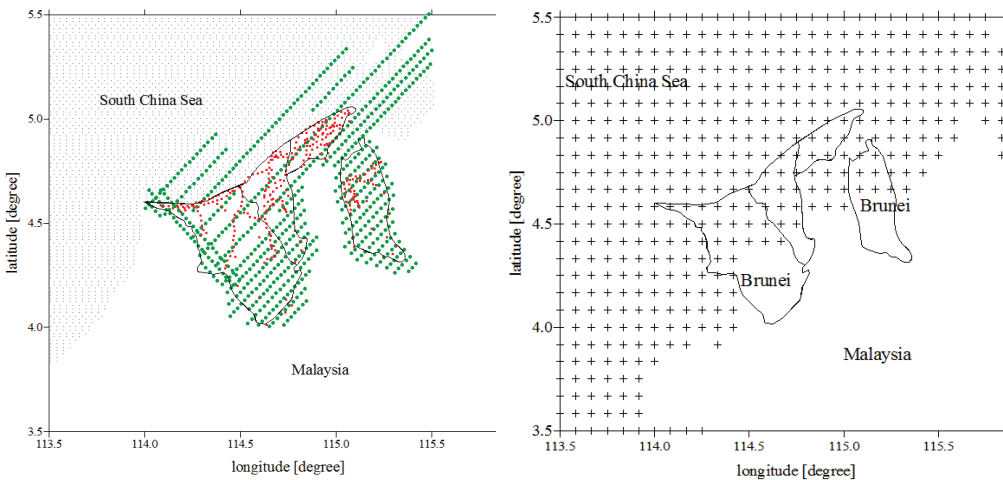 5.5
South China Sea
5.0
4.5
4.0
3.5
latitude [degree]
Malaysia
113.5 114.0 114.5 115.0 115.5
longitude [degree]
5.5
South China Sea
5.0
4.5
4.0
3.5
latitude [degree]
Brunei
Brunei
Malaysia
113.5 114.0 114.5 115.0 115.5
longitude [degree]